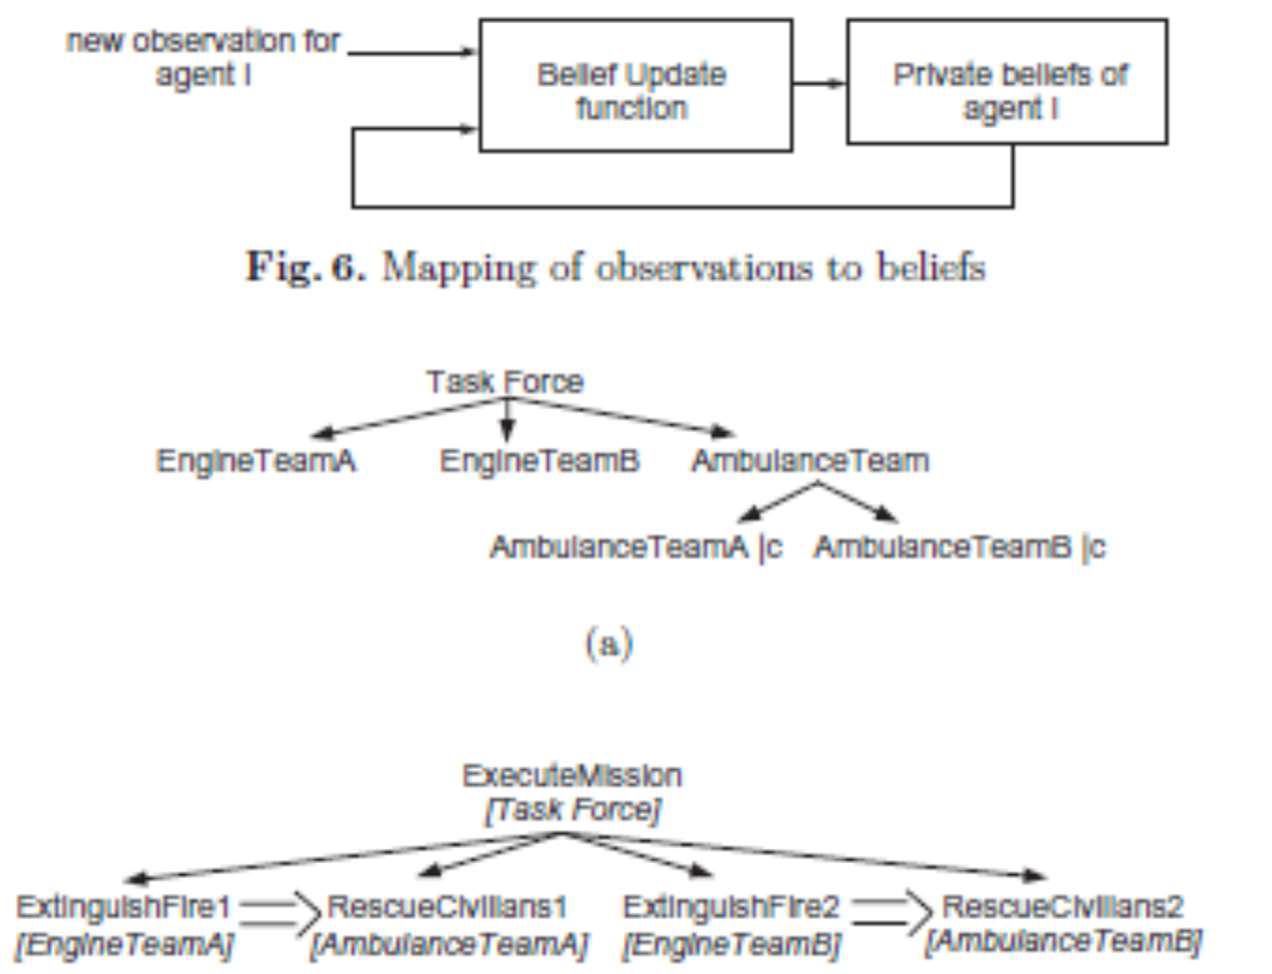 new observation for
agent i
Belief Update
function
Private beliefs of
agent i
Fig. 6. Mapping of observations to beliefs
Task Force
EngineTeamA EngineTeamB AmbulanceTeam
AmbulanceTeamA |c AmbulanceTeamB |c
(a)
ExecuteMission
[Task Force]
ExtinguishFire1 RescueCivilians1 ExtinguishFire2 RescueCivilians2
[EngineTeamA] [AmbulanceTeamA] [EngineTeamB] [AmbulanceTeamB]